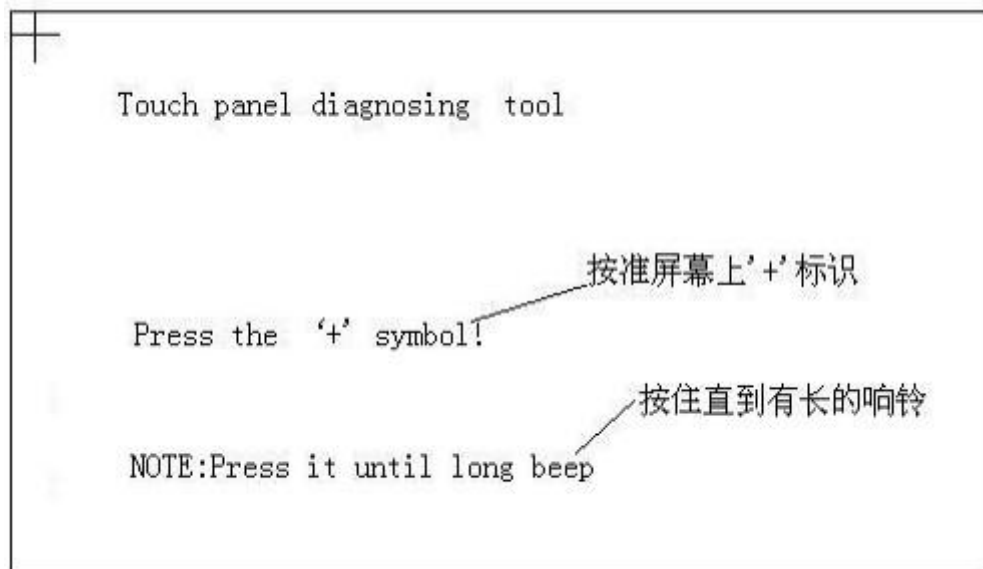 Touch panel diagnosing  tool
按准屏幕上'+'标识
Press the  '+' symbol!
按住直到有长的响铃
NOTE:Press it until long beep